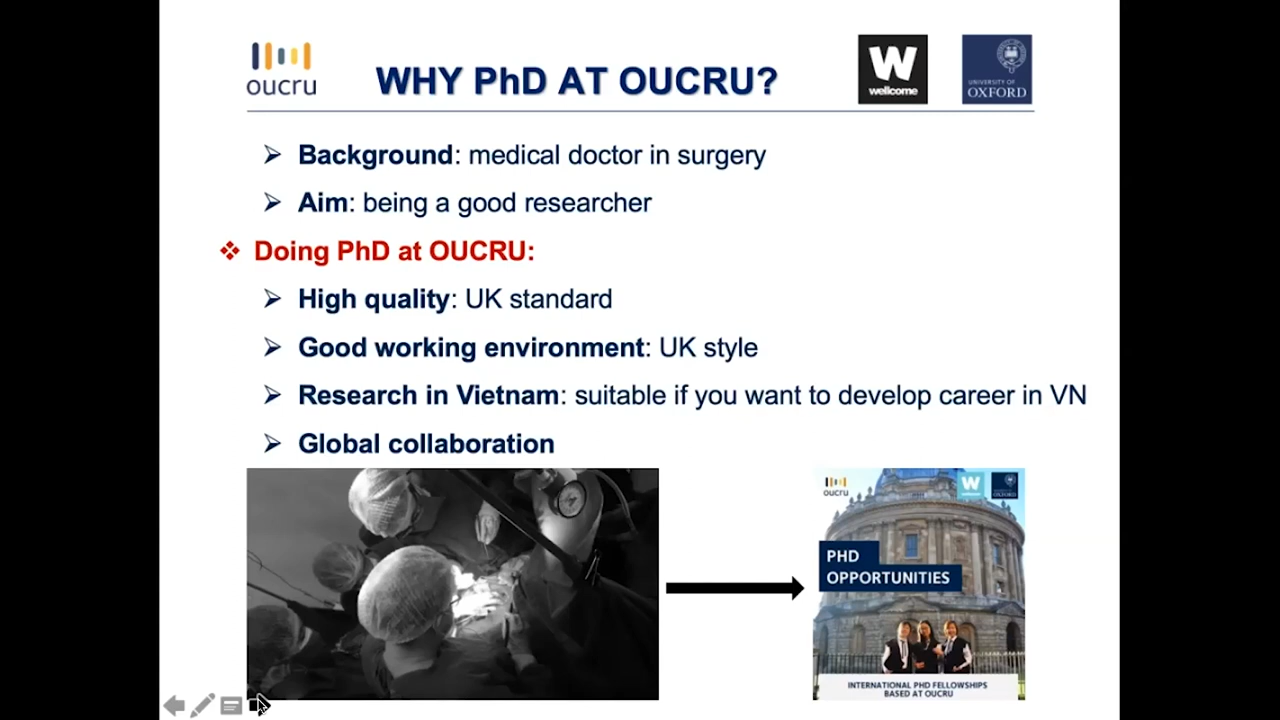 oucru
WHY PhD AT OUCRU?
W
wellcome
UNIVERSITY OF
OXFORD
Background: medical doctor in surgery
Aim: being a good researcher
Doing PhD at OUCRU:
High quality: UK standard
Good working environment: UK style
Research in Vietnam: suitable if you want to develop career in VN
Global collaboration
oucru
W
PHD
OPPORTUNITIES
INTERNATIONAL PHD FELLOWSHIPS
BASED AT OUCRU